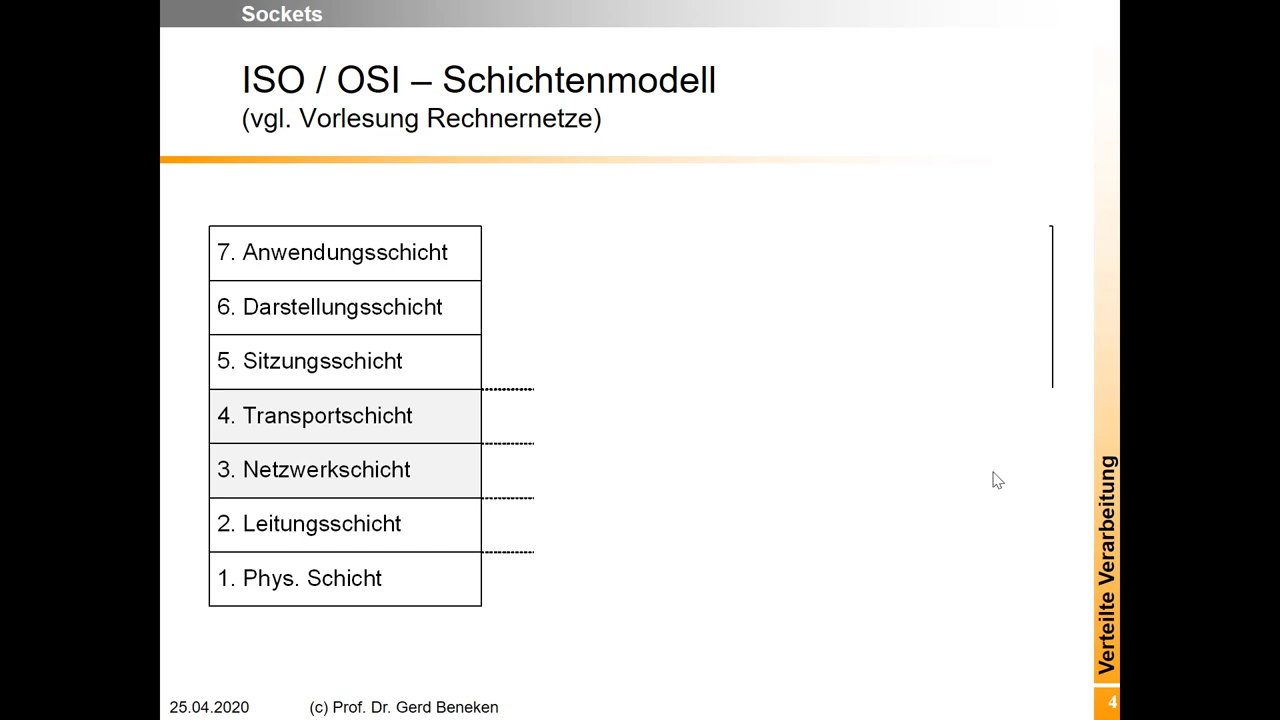 Sockets
ISO / OSI – Schichtenmodell
(vgl. Vorlesung Rechnernetze)
7. Anwendungsschicht
6. Darstellungsschicht
5. Sitzungsschicht
4. Transportschicht
3. Netzwerkschicht
2. Leitungsschicht
1. Phys. Schicht
Verteilte Verarbeitung
25.04.2020
(c) Prof. Dr. Gerd Beneken
4